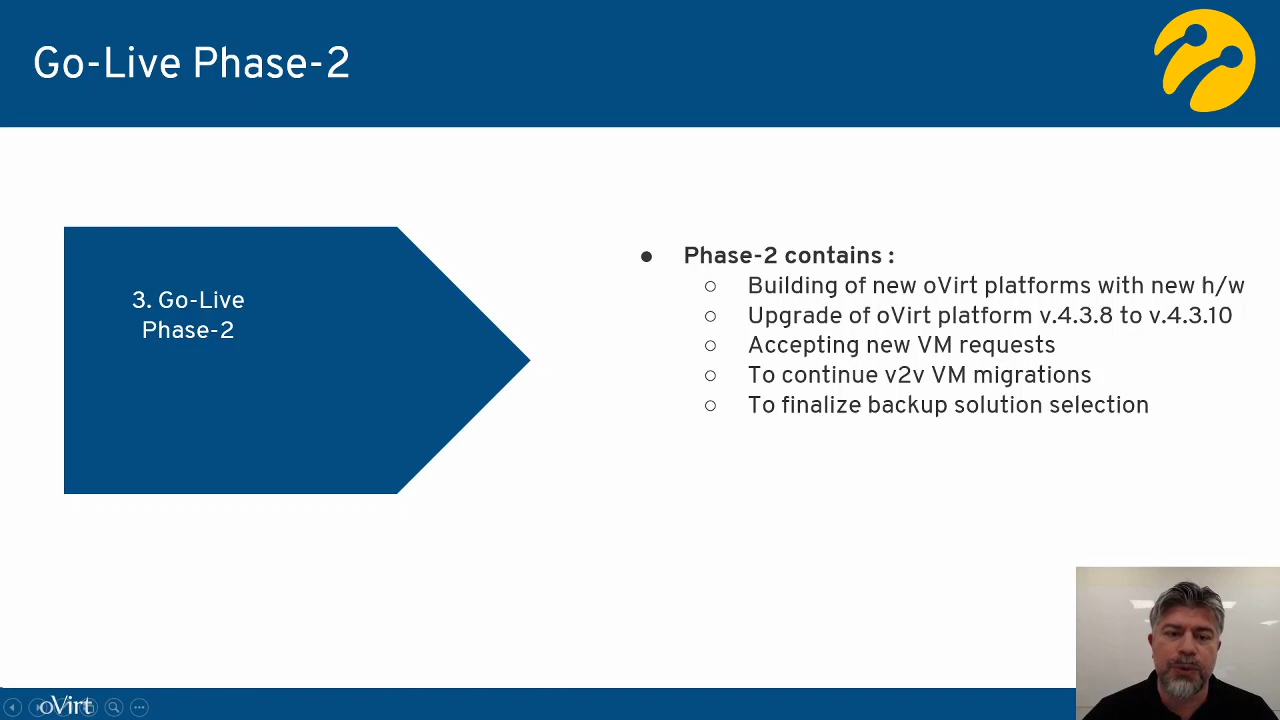 Go-Live Phase-2
3. Go-Live
Phase-2
● Phase-2 contains :
○ Building of new oVirt platforms with new h/w
○ Upgrade of oVirt platform v.4.3.8 to v.4.3.10
○ Accepting new VM requests
○ To continue v2v VM migrations
○ To finalize backup solution selection
oVirt